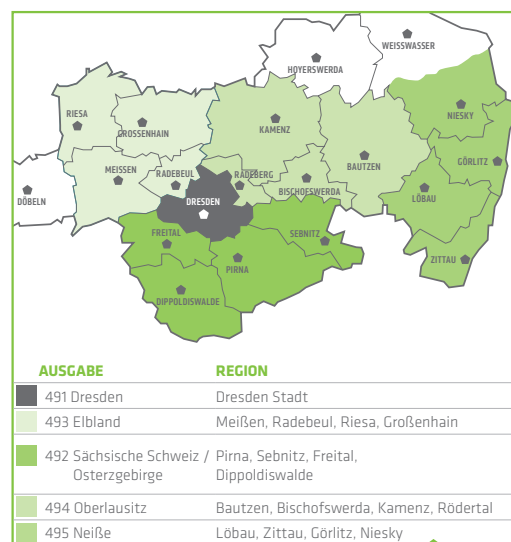 WEISSWASSER
HOYERSWERDA
RIESA
GROSSENHAIN
KAMENZ
NIESKY
GÖRLITZ
BAUTZEN
MEISSEN
RADEBEUL
RADEBERG
BISCHOFSWERDA
LÖBAU
DÖBELN
DRESDEN
FREITAL
SEBNITZ
ZITTAU
PIRNA
DIPPOLDISWALDE
AUSGABE REGION
491 Dresden Dresden Stadt
493 Elbland Meißen, Radebeul, Riesa, Großenhain
492 Sächsische Schweiz / Pirna, Sebnitz, Freital,
Osterzgebirge Dippoldiswalde
494 Oberlausitz Bautzen, Bischofswerda, Kamenz, Rödertal
495 Neiße Löbau, Zittau, Görlitz, Niesky